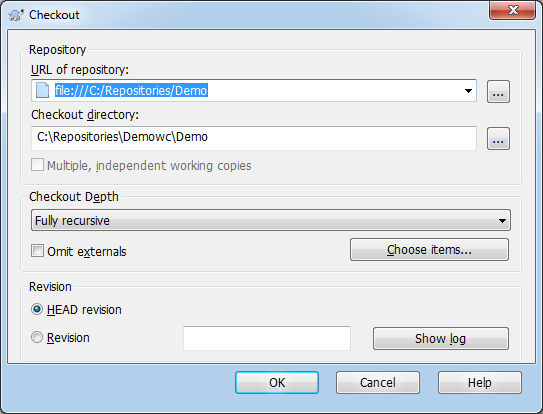 Checkout
Repository
URL of repository:
file:///C:/Repositories/Demo
...
Checkout directory:
C:\Repositories\Demowc\Demo
...
Multiple, independent working copies
Checkout Depth
Fully recursive
Omit externals
Choose items...
Revision
HEAD revision
Revision
Show log
OK
Cancel
Help